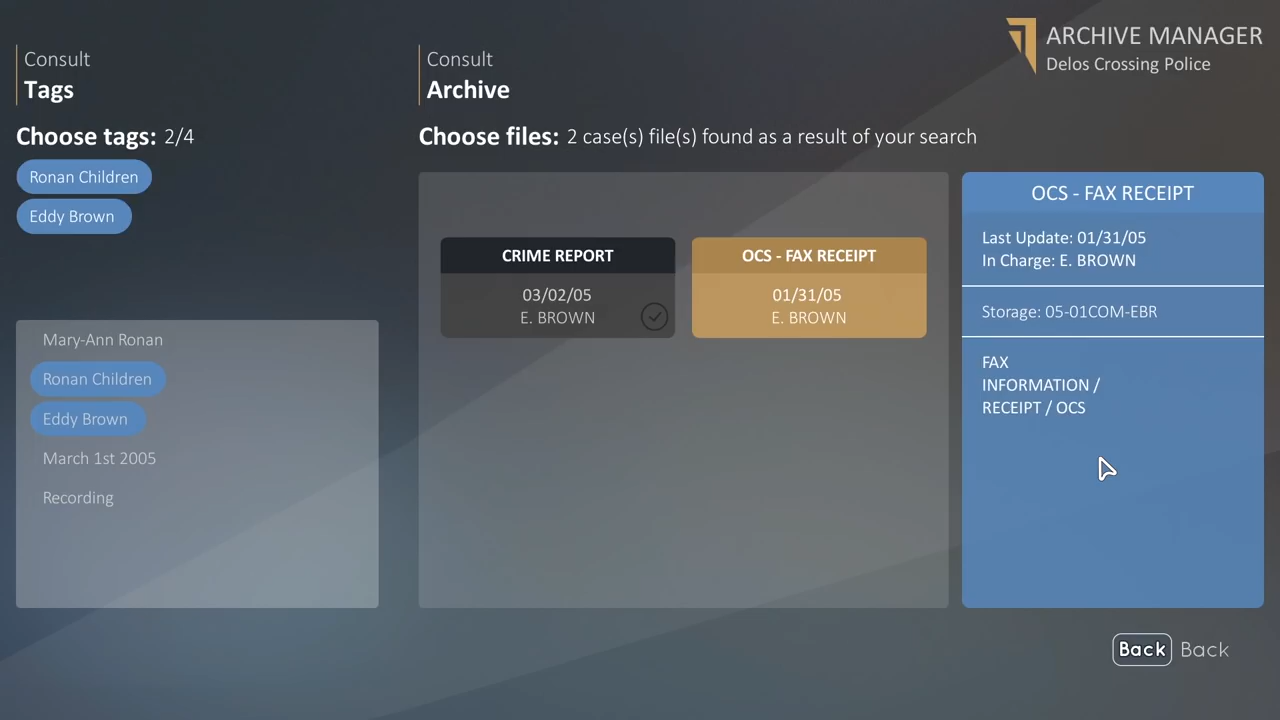 ARCHIVE MANAGER
Delos Crossing Police
Consult
Tags
Choose tags: 2/4
Ronan Children
Eddy Brown
Mary-Ann Ronan
Ronan Children
Eddy Brown
March 1st 2005
Recording
Consult
Archive
Choose files: 2 case(s) file(s) found as a result of your search
CRIME REPORT
03/02/05
E. BROWN
OCS - FAX RECEIPT
01/31/05
E. BROWN
OCS - FAX RECEIPT
Last Update: 01/31/05
In Charge: E. BROWN
Storage: 05-01COM-EBR
FAX
INFORMATION /
RECEIPT / OCS
Back Back